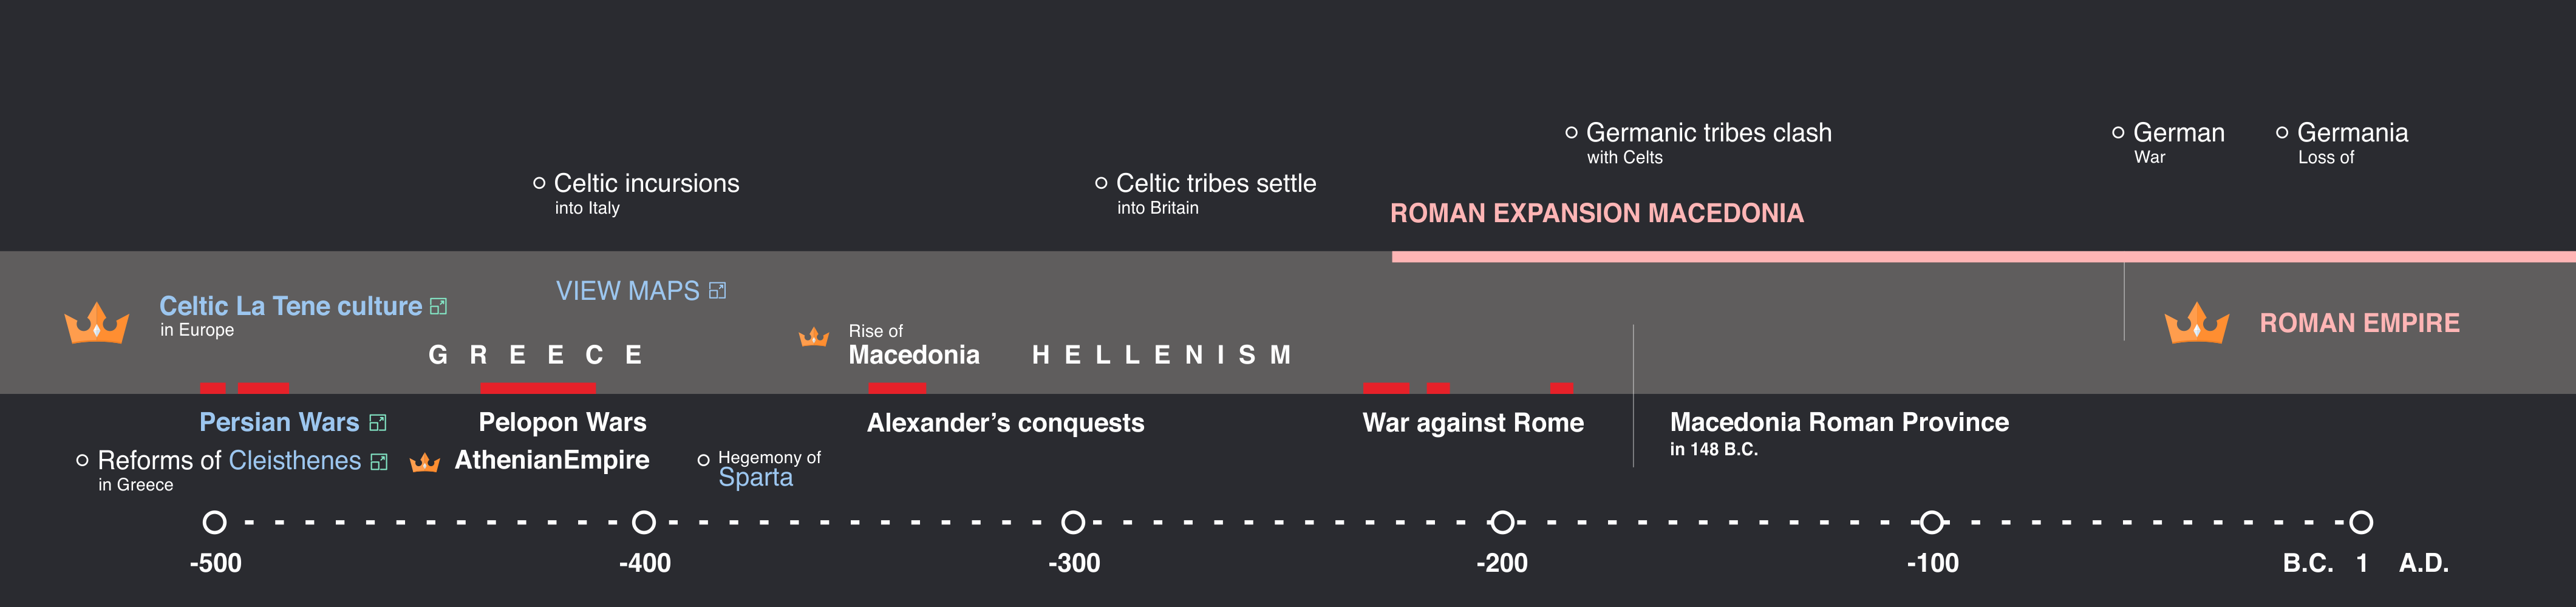 Germanic tribes clash
with Celts
German
War
Germania
Loss of
Celtic incursions
into Italy
Celtic tribes settle
into Britain
ROMAN EXPANSION MACEDONIA
Celtic La Tene culture
in Europe
VIEW MAPS
GREECE
Rise of
Macedonia
HELLENISM
ROMAN EMPIRE
Persian Wars
Pelopon Wars
Alexander’s conquests
War against Rome
Macedonia Roman Province
in 148 B.C.
Reforms of Cleisthenes
in Greece
AthenianEmpire
Hegemony of
Sparta
-500 -400 -300 -200 -100 B.C. 1 A.D.